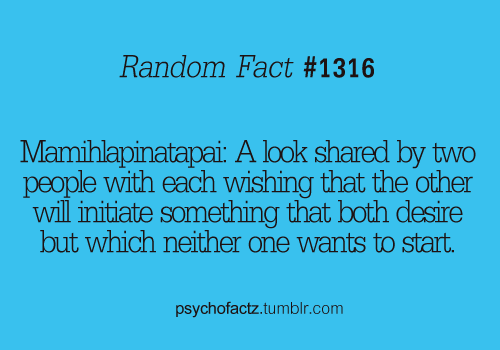 Random Fact #1316
Mamihlapinatapai: A look shared by two
people with each wishing that the other
will initiate something that both desire
but which neither one wants to start.
psychofactz.tumblr.com